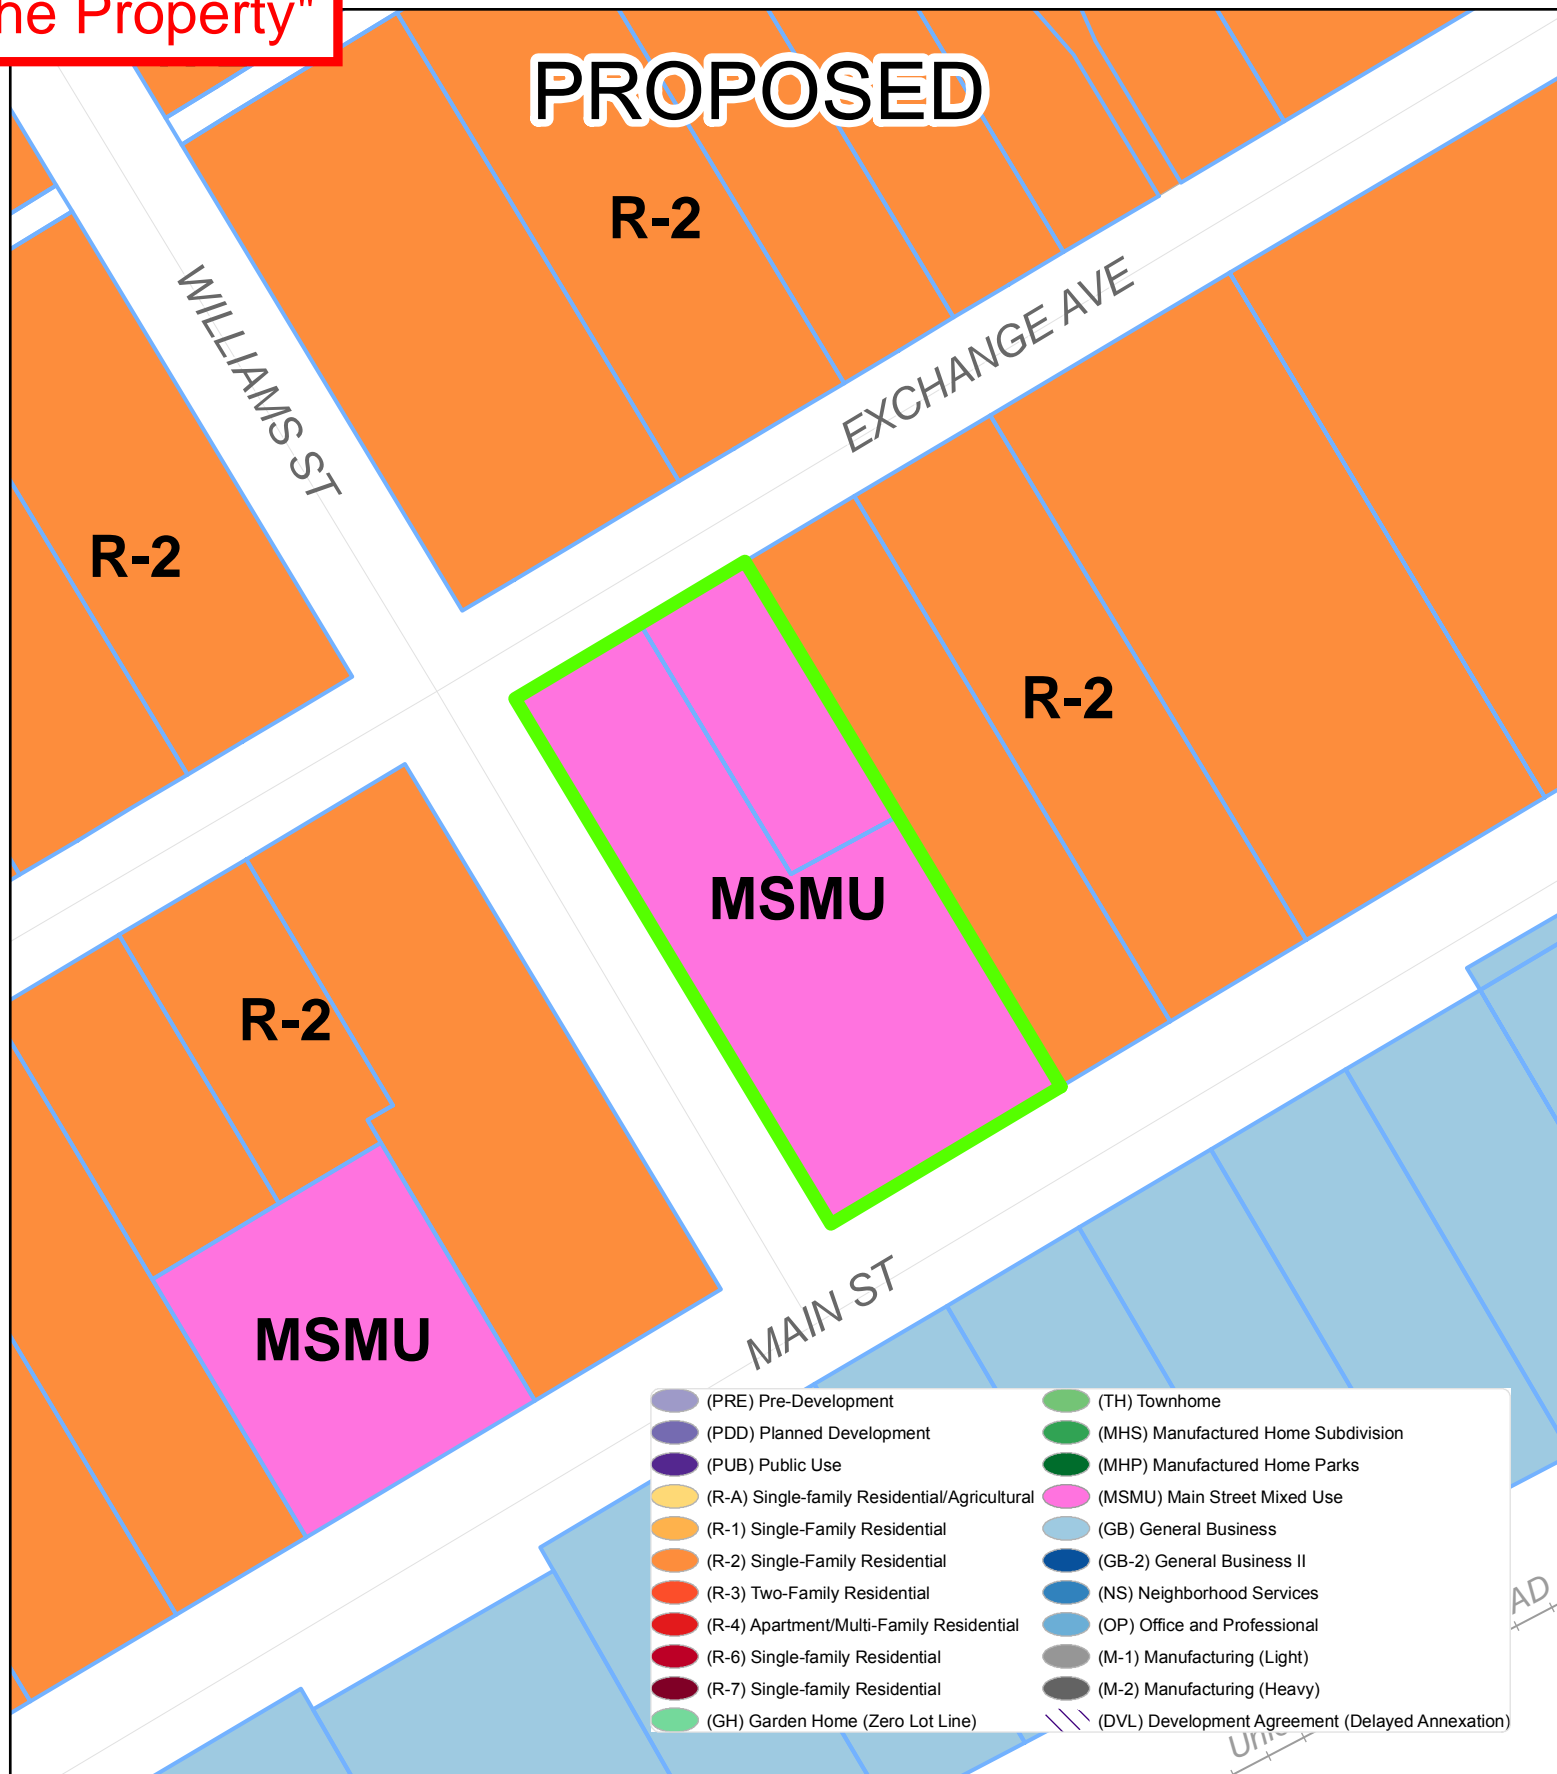 he Property"
PROPOSED
R-2
WILLIAMS ST
EXCHANGE AVE
R-2
R-2
MSMU
R-2
MAIN ST
MSMU
(PRE) Pre-Development
(PDD) Planned Development
(PUB) Public Use
(R-A) Single-family Residential/Agricultural
(R-1) Single-Family Residential
(R-2) Single-Family Residential
(R-3) Two-Family Residential
(R-4) Apartment/Multi-Family Residential
(R-6) Single-family Residential
(R-7) Single-family Residential
(GH) Garden Home (Zero Lot Line)
(TH) Townhome
(MHS) Manufactured Home Subdivision
(MHP) Manufactured Home Parks
(MSMU) Main Street Mixed Use
(GB) General Business
(GB-2) General Business II
(NS) Neighborhood Services
(OP) Office and Professional
(M-1) Manufacturing (Light)
(M-2) Manufacturing (Heavy)
(DVL) Development Agreement (Delayed Annexation)
AD